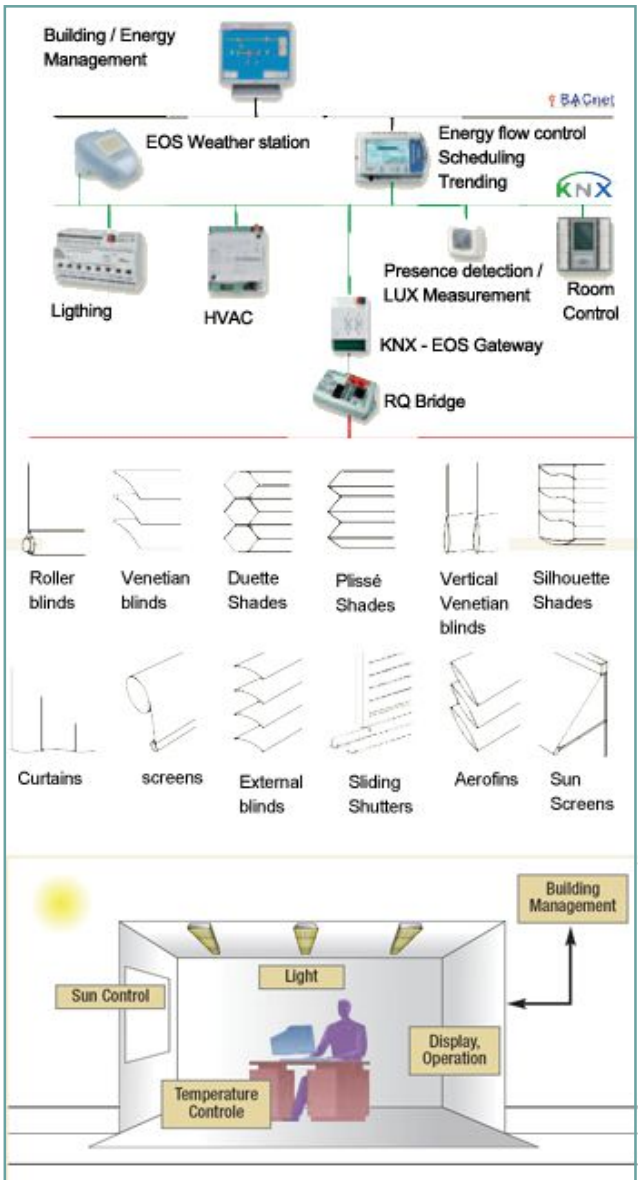 Building / Energy
Management
BACnet
EOS Weather station
Energy flow control
Scheduling
Trending
KNX
Ligthing
HVAC
Presence detection /
LUX Measurement
Room
Control
KNX - EOS Gateway
RQ Bridge
Roller
blinds
Venetian
blinds
Duette
Shades
Plissé
Shades
Vertical
Venetian
blinds
Silhouette
Shades
Curtains
screens
External
blinds
Sliding
Shutters
Aerofins
Sun
Screens
Building
Management
Sun Control
Light
Display,
Operation
Temperature
Controle